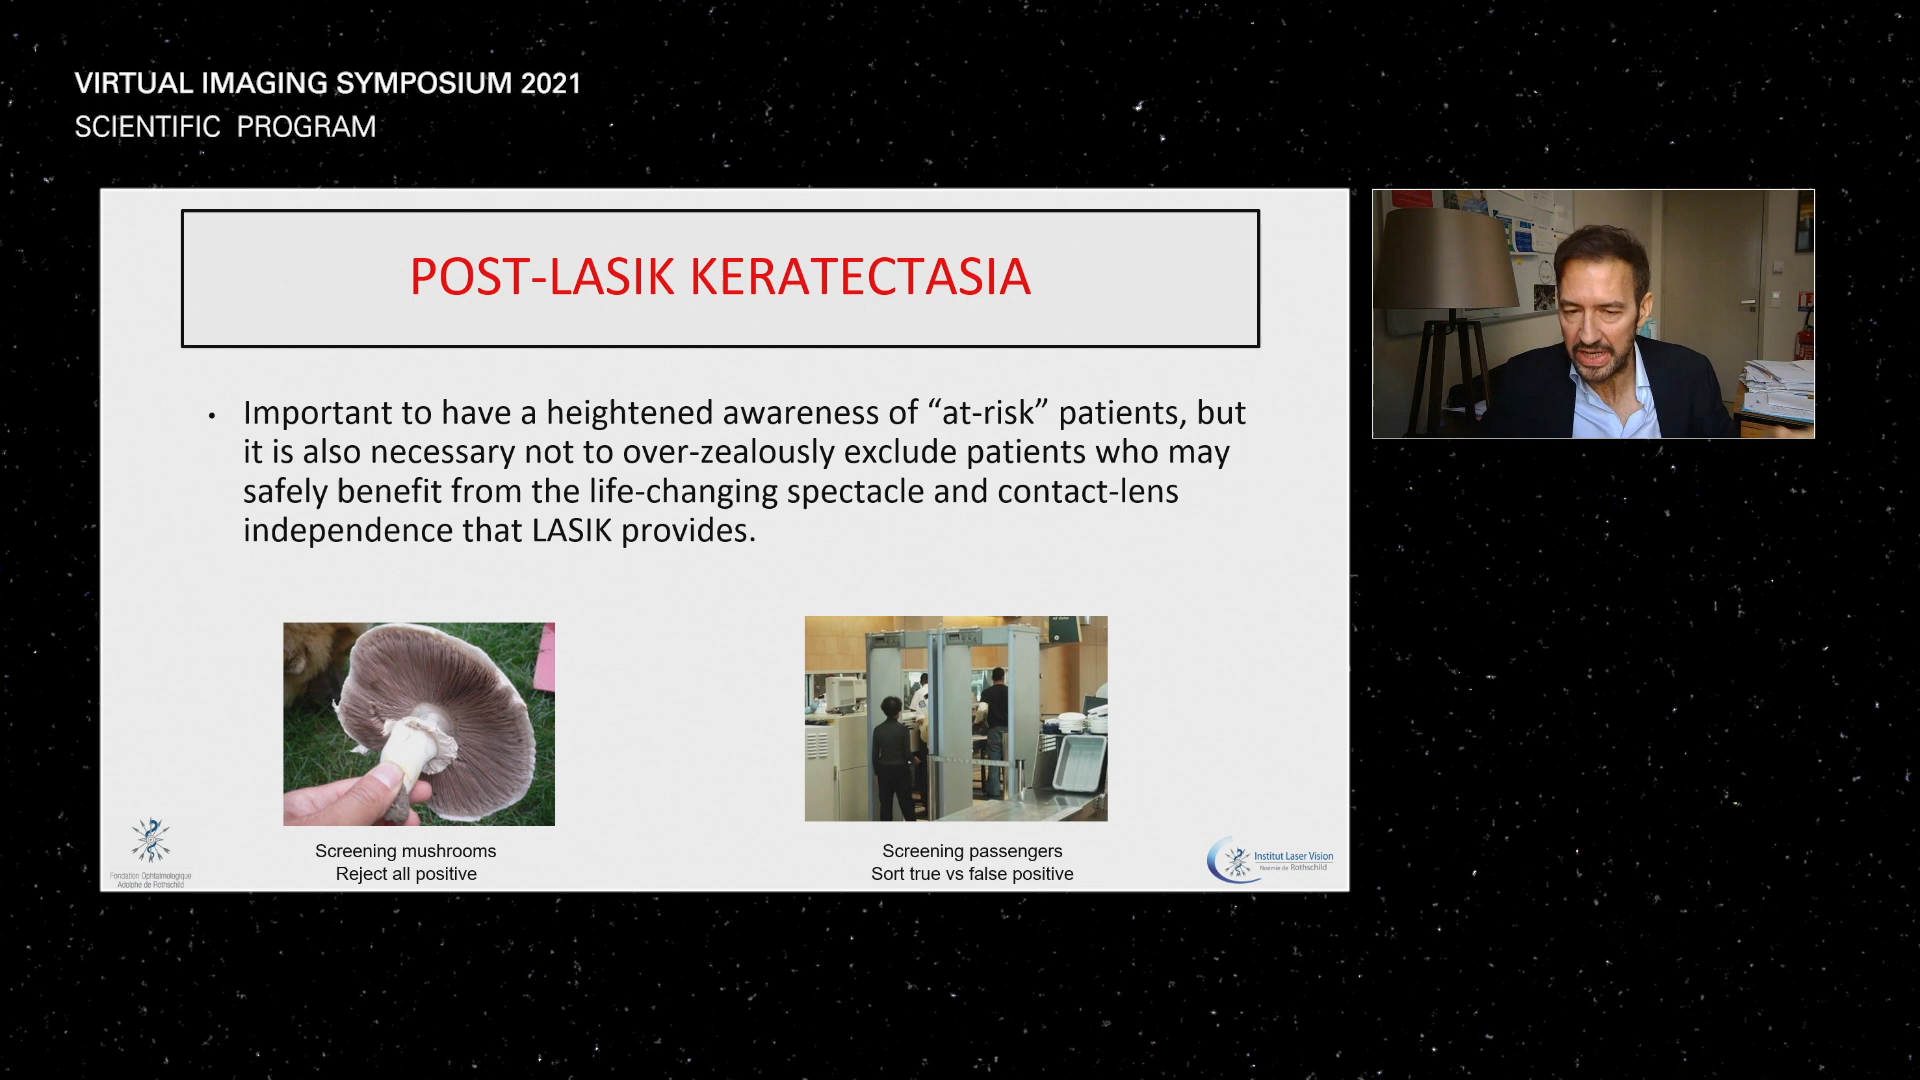 VIRTUAL IMAGING SYMPOSIUM 2021
SCIENTIFIC PROGRAM
POST-LASIK KERATECTASIA
• Important to have a heightened awareness of “at-risk” patients, but
it is also necessary not to over-zealously exclude patients who may
safely benefit from the life-changing spectacle and contact-lens
independence that LASIK provides.
Screening mushrooms
Reject all positive
Screening passengers
Sort true vs false positive
Fondation Ophtalmologique
Adolphe de Rothschild
Institut Laser Vision
Noémie de Rothschild